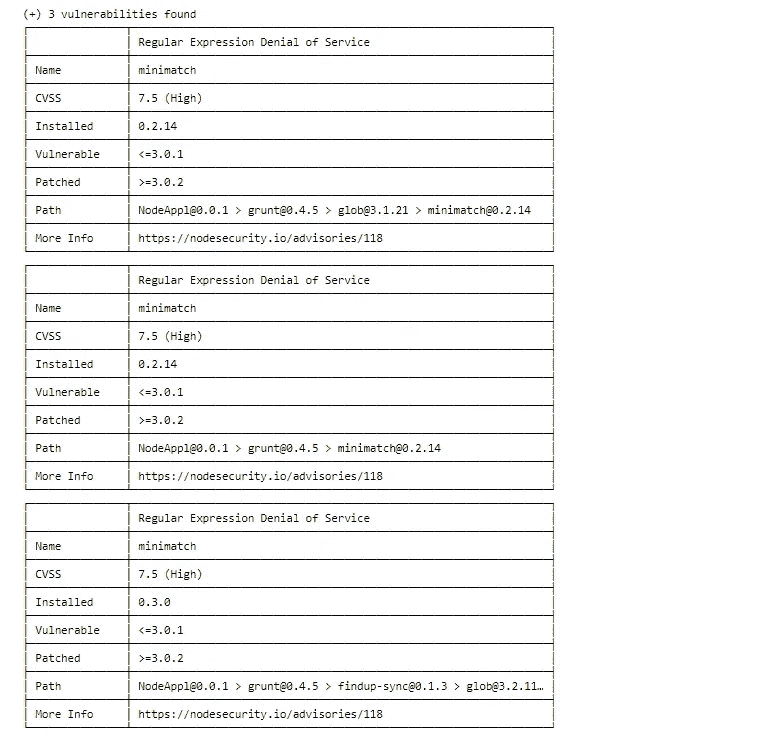 (+) 3 vulnerabilities found
Regular Expression Denial of Service
Name minimatch
CVSS 7.5 (High)
Installed 0.2.14
Vulnerable <=3.0.1
Patched >=3.0.2
Path NodeAppl@0.0.1 > grunt@0.4.5 > glob@3.1.21 > minimatch@0.2.14
More Info https://nodesecurity.io/advisories/118
Regular Expression Denial of Service
Name minimatch
CVSS 7.5 (High)
Installed 0.2.14
Vulnerable <=3.0.1
Patched >=3.0.2
Path NodeAppl@0.0.1 > grunt@0.4.5 > minimatch@0.2.14
More Info https://nodesecurity.io/advisories/118
Regular Expression Denial of Service
Name minimatch
CVSS 7.5 (High)
Installed 0.3.0
Vulnerable <=3.0.1
Patched >=3.0.2
Path NodeAppl@0.0.1 > grunt@0.4.5 > findup-sync@0.1.3 > glob@3.2.11…
More Info https://nodesecurity.io/advisories/118